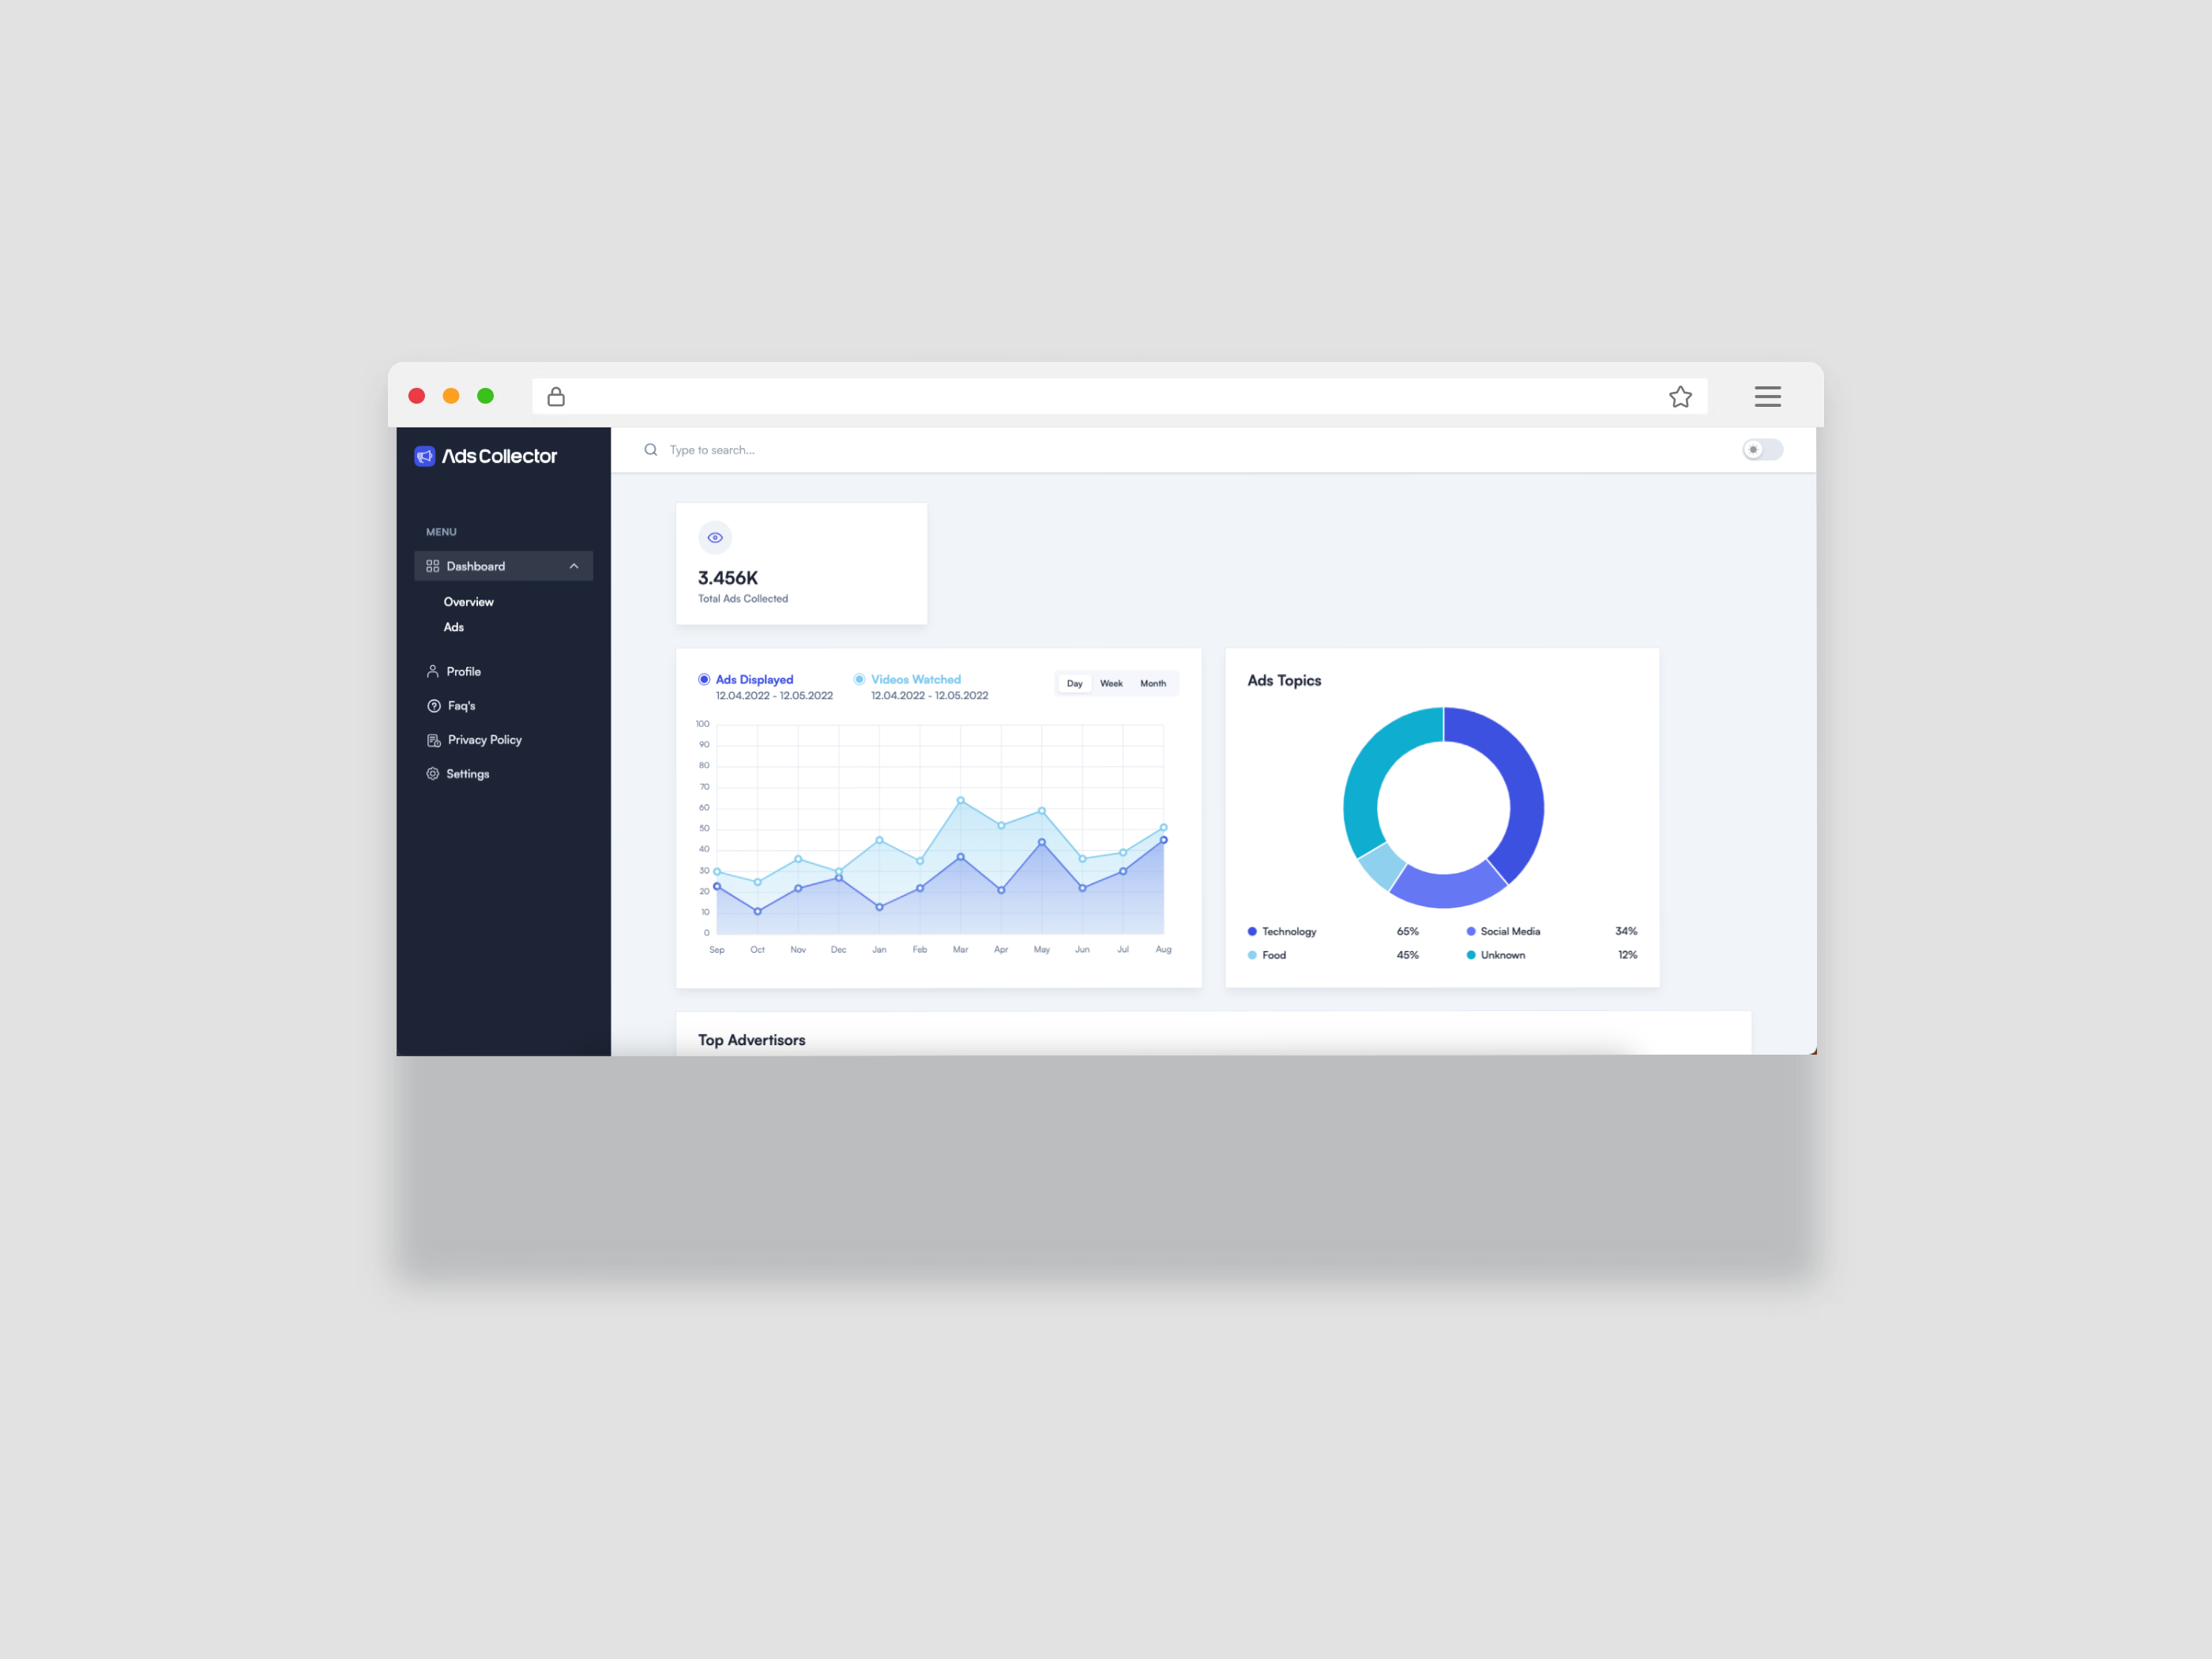 Ads Collector
Type to search...
MENU
Dashboard
Overview
Ads
Profile
Faq's
Privacy Policy
Settings
3.456K
Total Ads Collected
Ads Displayed
12.04.2022 - 12.05.2022
Videos Watched
12.04.2022 - 12.05.2022
Day Week Month
100
90
80
70
60
50
40
30
20
10
0
Sep Oct Nov Dec Jan Feb Mar Apr May Jun Jul Aug
Ads Topics
Technology 65% Social Media 34%
Food 45% Unknown 12%
Top Advertisors